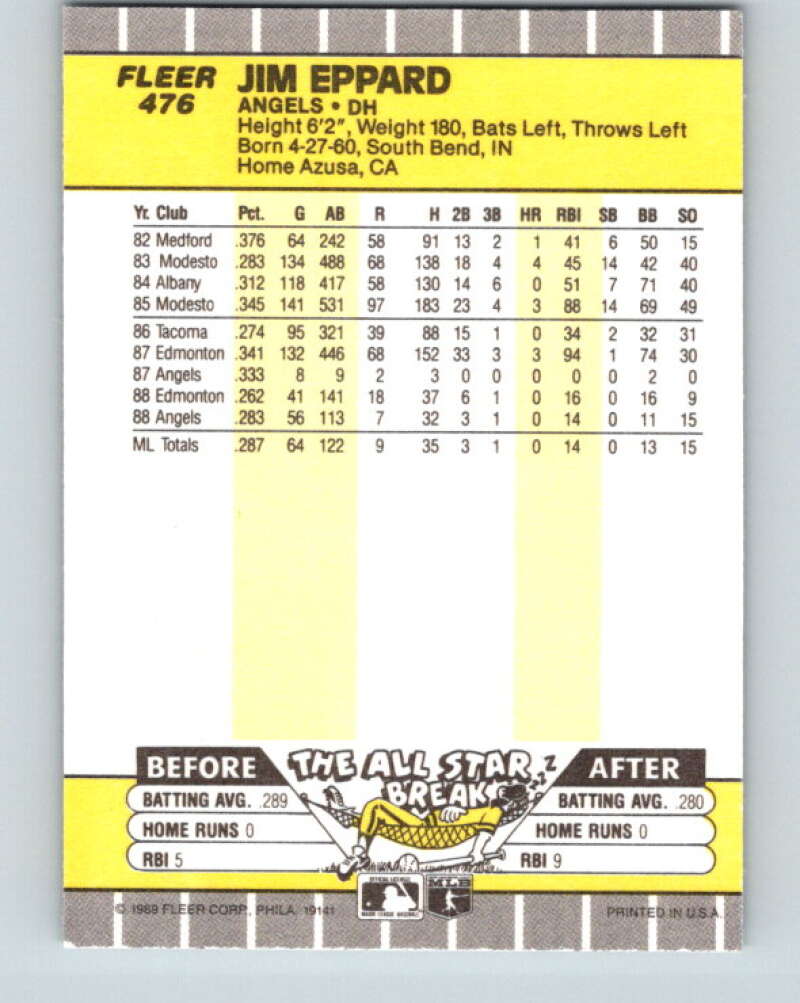 FLEER JIM EPPARD
476 ANGELS • DH
Height 6'2", Weight 180, Bats Left, Throws Left
Born 4-27-60, South Bend, IN
Home Azusa, CA
Yr. Club Pct. G AB R H 2B 3B HR RBI SB BB SO
82 Medford .376 64 242 58 91 13 2 1 41 6 50 15
83 Modesto .283 134 488 68 138 18 4 4 45 14 42 40
84 Albany .312 118 417 58 130 14 6 0 51 7 71 40
85 Modesto .345 141 531 97 183 23 4 3 88 14 69 49
86 Tacoma .274 95 321 39 88 15 1 0 34 2 32 31
87 Edmonton .341 132 446 68 152 33 3 3 94 1 74 30
87 Angels .333 8 9 2 3 0 0 0 0 0 2 0
88 Edmonton .262 41 141 18 37 6 1 0 16 0 16 9
88 Angels .283 56 113 7 32 3 1 0 14 0 11 15
ML Totals .287 64 122 9 35 3 1 0 14 0 13 15
BEFORE THE ALL STAR BREAK AFTER
Z-Z-Z
BATTING AVG. .289 BATTING AVG. .280
HOME RUNS 0 HOME RUNS 0
RBI 5 RBI 9
MLB
© 1989 FLEER CORP., PHILA. 19141 PRINTED IN U.S.A.